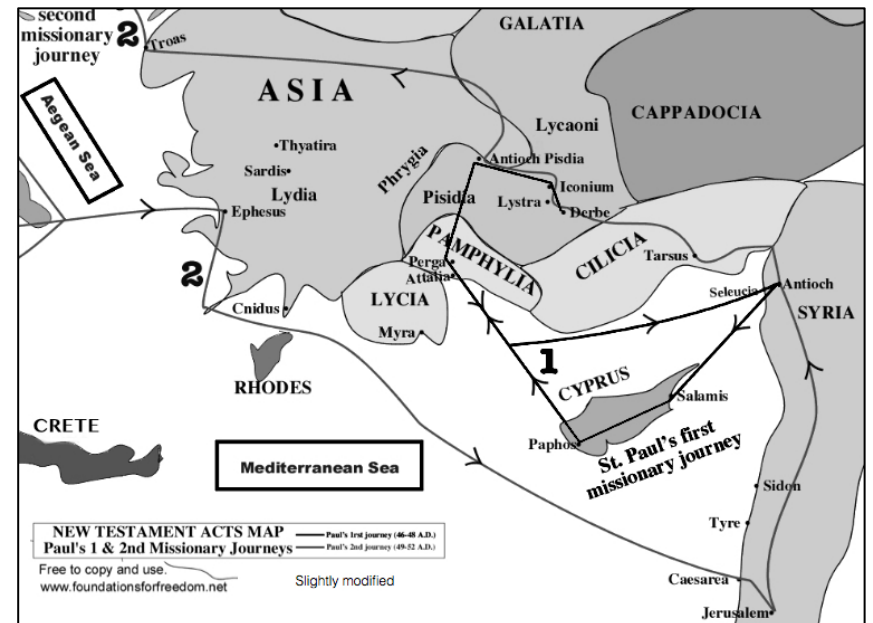 second
missionary
journey
2
Troas
GALATIA
ASIA
CAPPADOCIA
Aegean Sea
Lycaoni
Thyatira
Phrygia
Antioch Pisdia
Sardis
Iconium
Lydia
Pisidia
Lystra
Derbe
Ephesus
PAMPHYLIA
CILICIA
Perga
Tarsus
2
Attalia
Antioch
Seleucia
LYCIA
SYRIA
Cnidus
Myra
1
CYPRUS
RHODES
Salamis
CRETE
Paphos
St. Paul's first
missionary journey
Mediterranean Sea
Sidon
Tyre
NEW TESTAMENT ACTS MAP
Paul's 1rst journey (46-48 A.D.)
Paul's 1 & 2nd Missionary Journeys
Paul's 2nd journey (49-52 A.D.)
Free to copy and use.
www.foundationsforfreedom.net
Slightly modified
Caesarea
Jerusalem